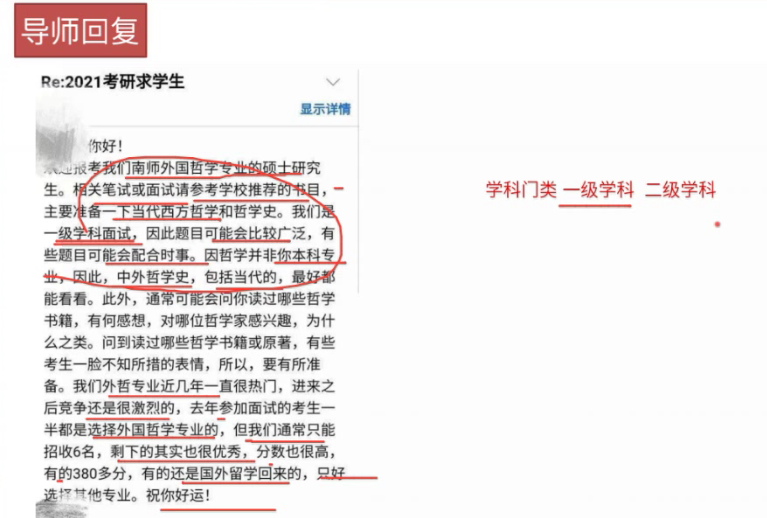 导师回复
Re:2021考研求学生
显示详情
你好！
欢迎报考我们南师外国哲学专业的硕士研究
生。相关笔试或面试请参考学校推荐的书目，
主要准备一下当代西方哲学和哲学史。我们是
一级学科面试，因此题目可能会比较广泛，有
些题目可能会配合时事。因哲学并非你本科专
业，因此，中外哲学史，包括当代的，最好都
能看看。此外，通常可能会问你读过哪些哲学
书籍，有何感想，对哪位哲学家感兴趣，为什
么之类。问到读过哪些哲学书籍或原著，有些
考生一脸不知所措的表情，所以，要有所准
备。我们外哲专业近几年一直很热门，进来之
后竞争还是很激烈的，去年参加面试的考生一
半都是选择外国哲学专业的，但我们通常只能
招收6名，剩下的其实也很优秀，分数也很高，
有的380多分，有的还是国外留学回来的，只好
选择其他专业。祝你好运！
学科门类 一级学科 二级学科